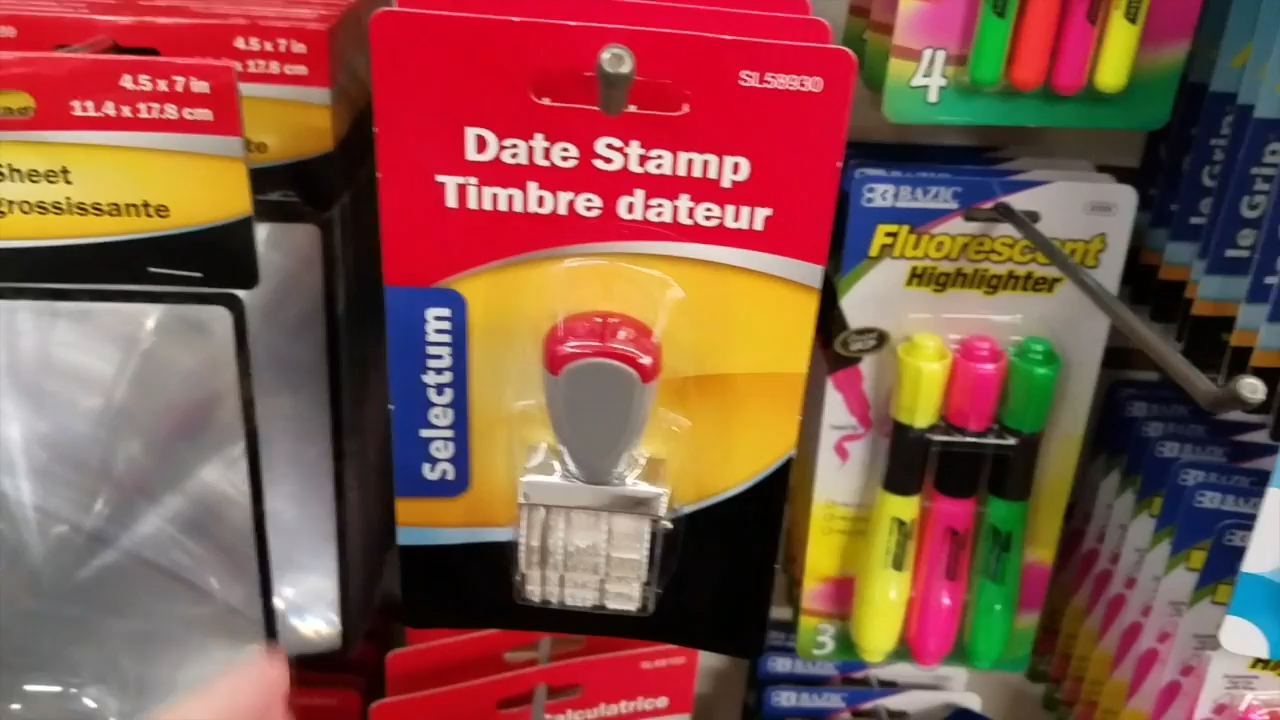 4.5 x 7 in
x 17.8 cm
4.5 x 7 in
11.4 x 17.8 cm
Sheet
grossissante
SL58930
Date Stamp
Timbre dateur
Selectum
4
BAZIC
Fluorescent
Highlighter
3
le Grip
le Grip
BAZIC
BAZIC
BAZIC
BAZIC
Calculatrice